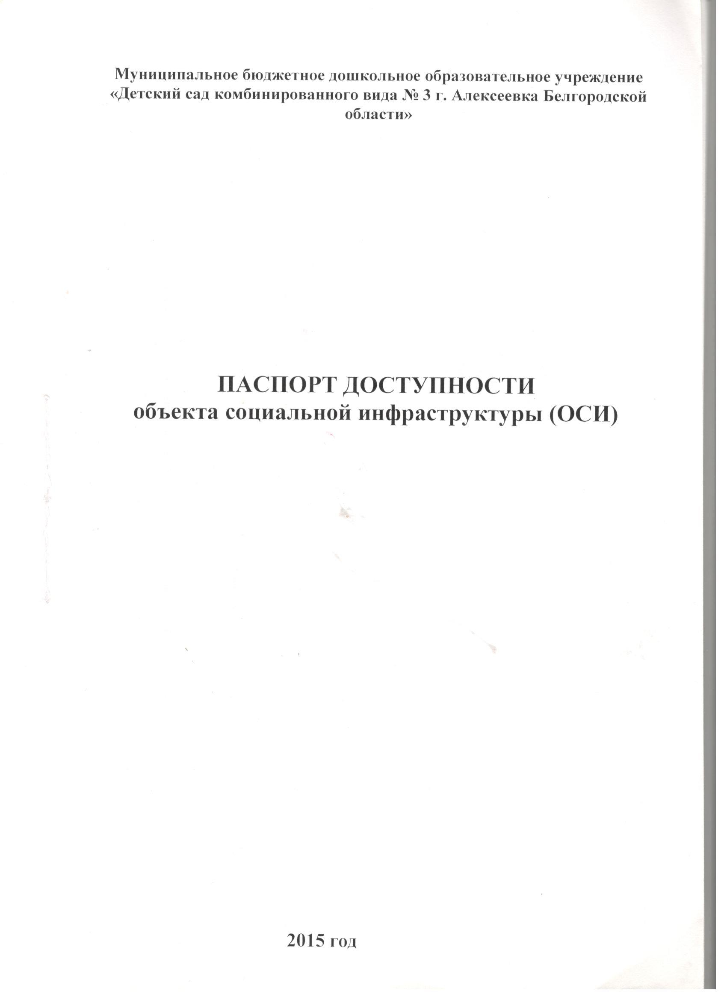 Муниципальное бюджетное дошкольное образовательное учреждение
«Детский сад комбинированного вида № 3 г. Алексеевка Белгородской
области»
ПАСПОРТ ДОСТУПНОСТИ
объекта социальной инфраструктуры (ОСИ)
2015 год